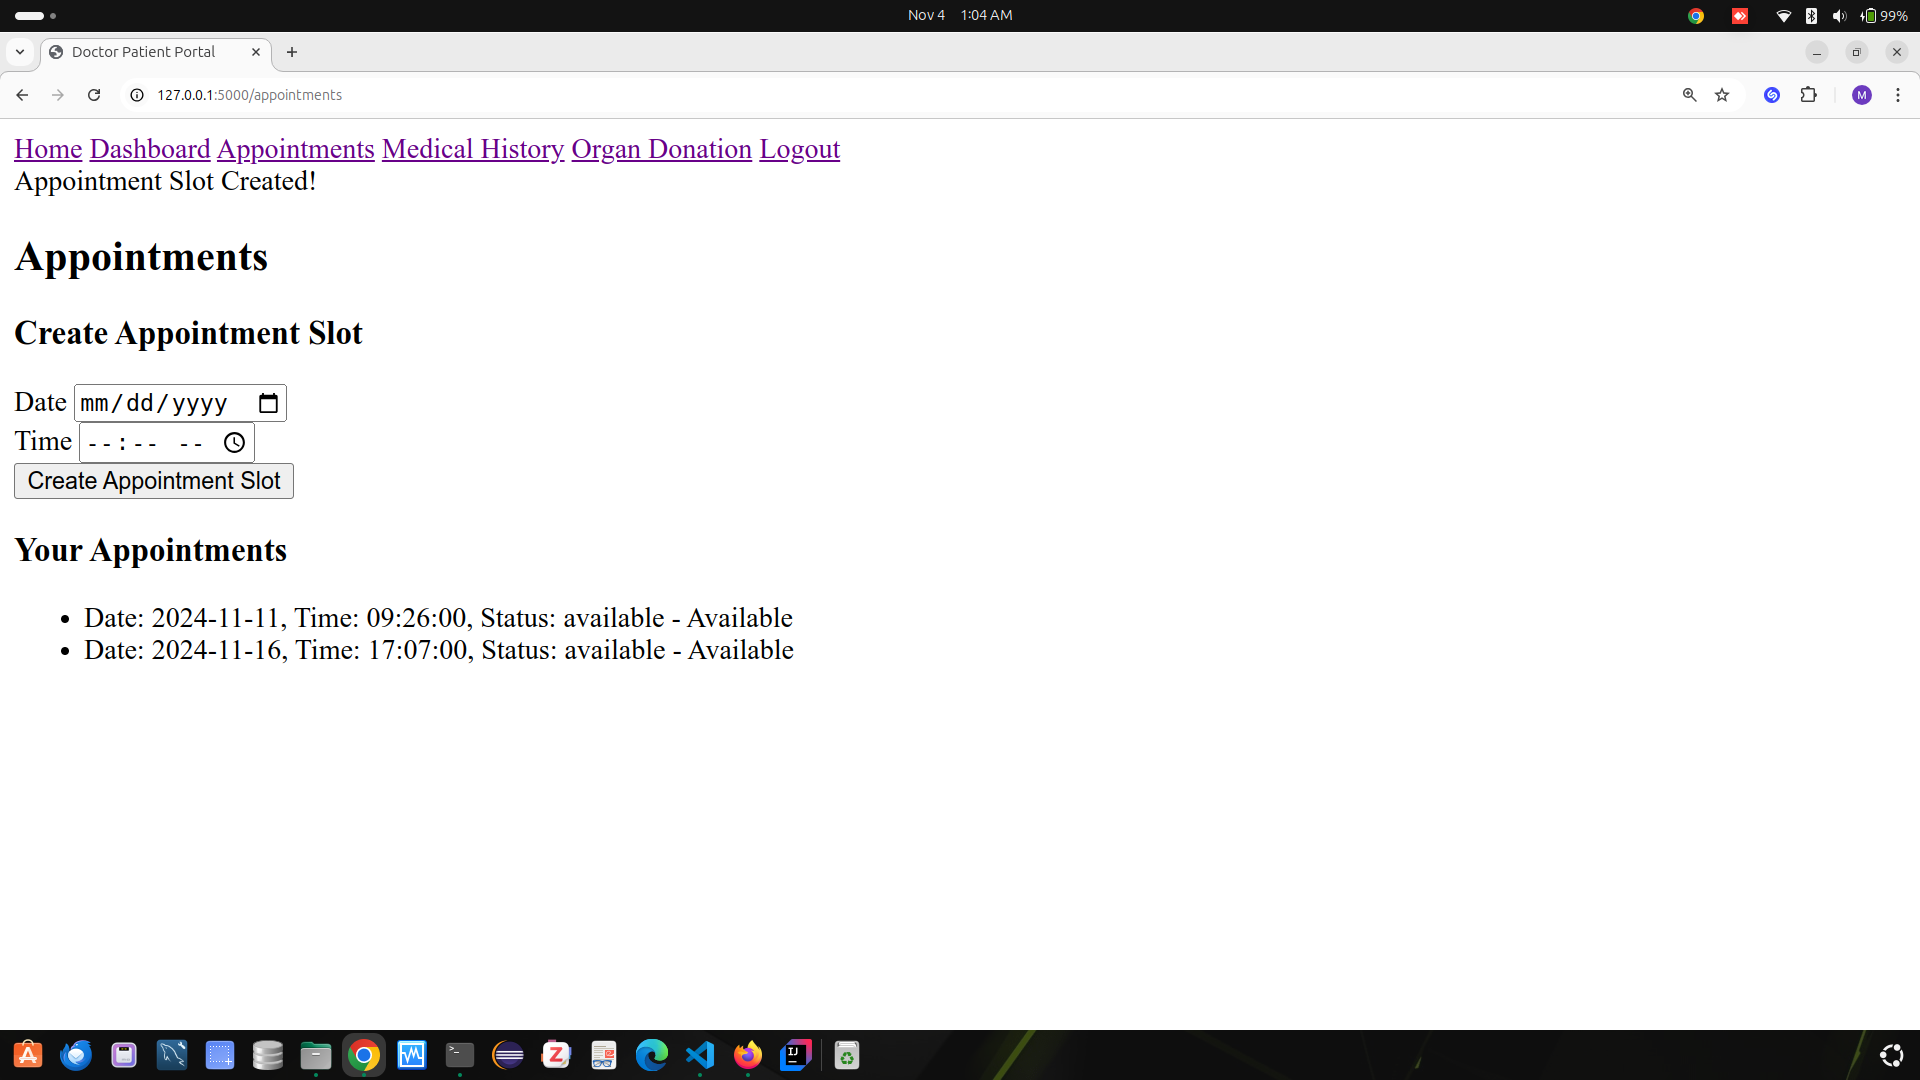 Nov 4 1:04 AM
99%
Doctor Patient Portal
127.0.0.1:5000/appointments
M
Home Dashboard Appointments Medical History Organ Donation Logout
Appointment Slot Created!
Appointments
Create Appointment Slot
Date mm/dd/yyyy
Time --:-- --
Create Appointment Slot
Your Appointments
• Date: 2024-11-11, Time: 09:26:00, Status: available - Available
• Date: 2024-11-16, Time: 17:07:00, Status: available - Available